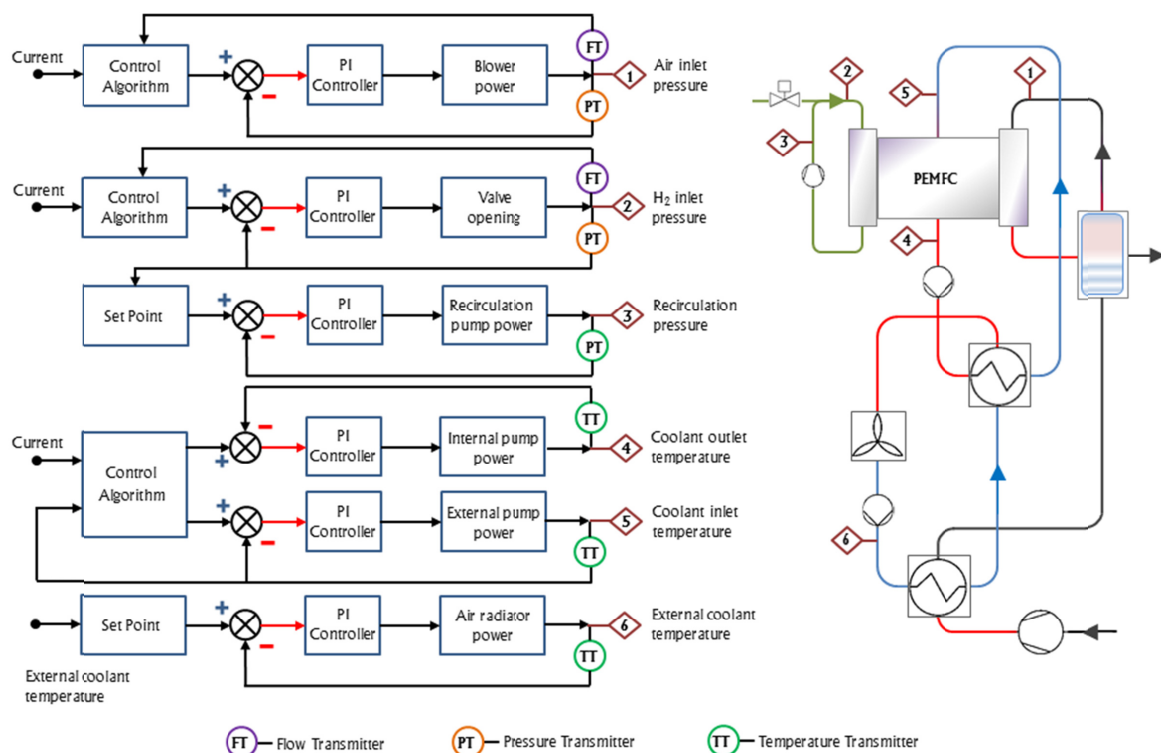 FT
Current
Control
Algorithm
+
−
PI
Controller
Blower
power
1
Air inlet
pressure
PT
FT
Current
Control
Algorithm
+
−
PI
Controller
Valve
opening
2
H₂ inlet
pressure
PT
Set Point
+
−
PI
Controller
Recirculation
pump power
3
Recirculation
pressure
PT
Current
Control
Algorithm
TT
−
+
PI
Controller
Internal pump
power
4
Coolant outlet
temperature
+
−
PI
Controller
External pump
power
5
Coolant inlet
temperature
TT
Set Point
+
−
PI
Controller
Air radiator
power
6
External coolant
temperature
TT
External coolant
temperature
2
5
1
3
PEMFC
4
6
FT Flow Transmitter
PT Pressure Transmitter
TT Temperature Transmitter